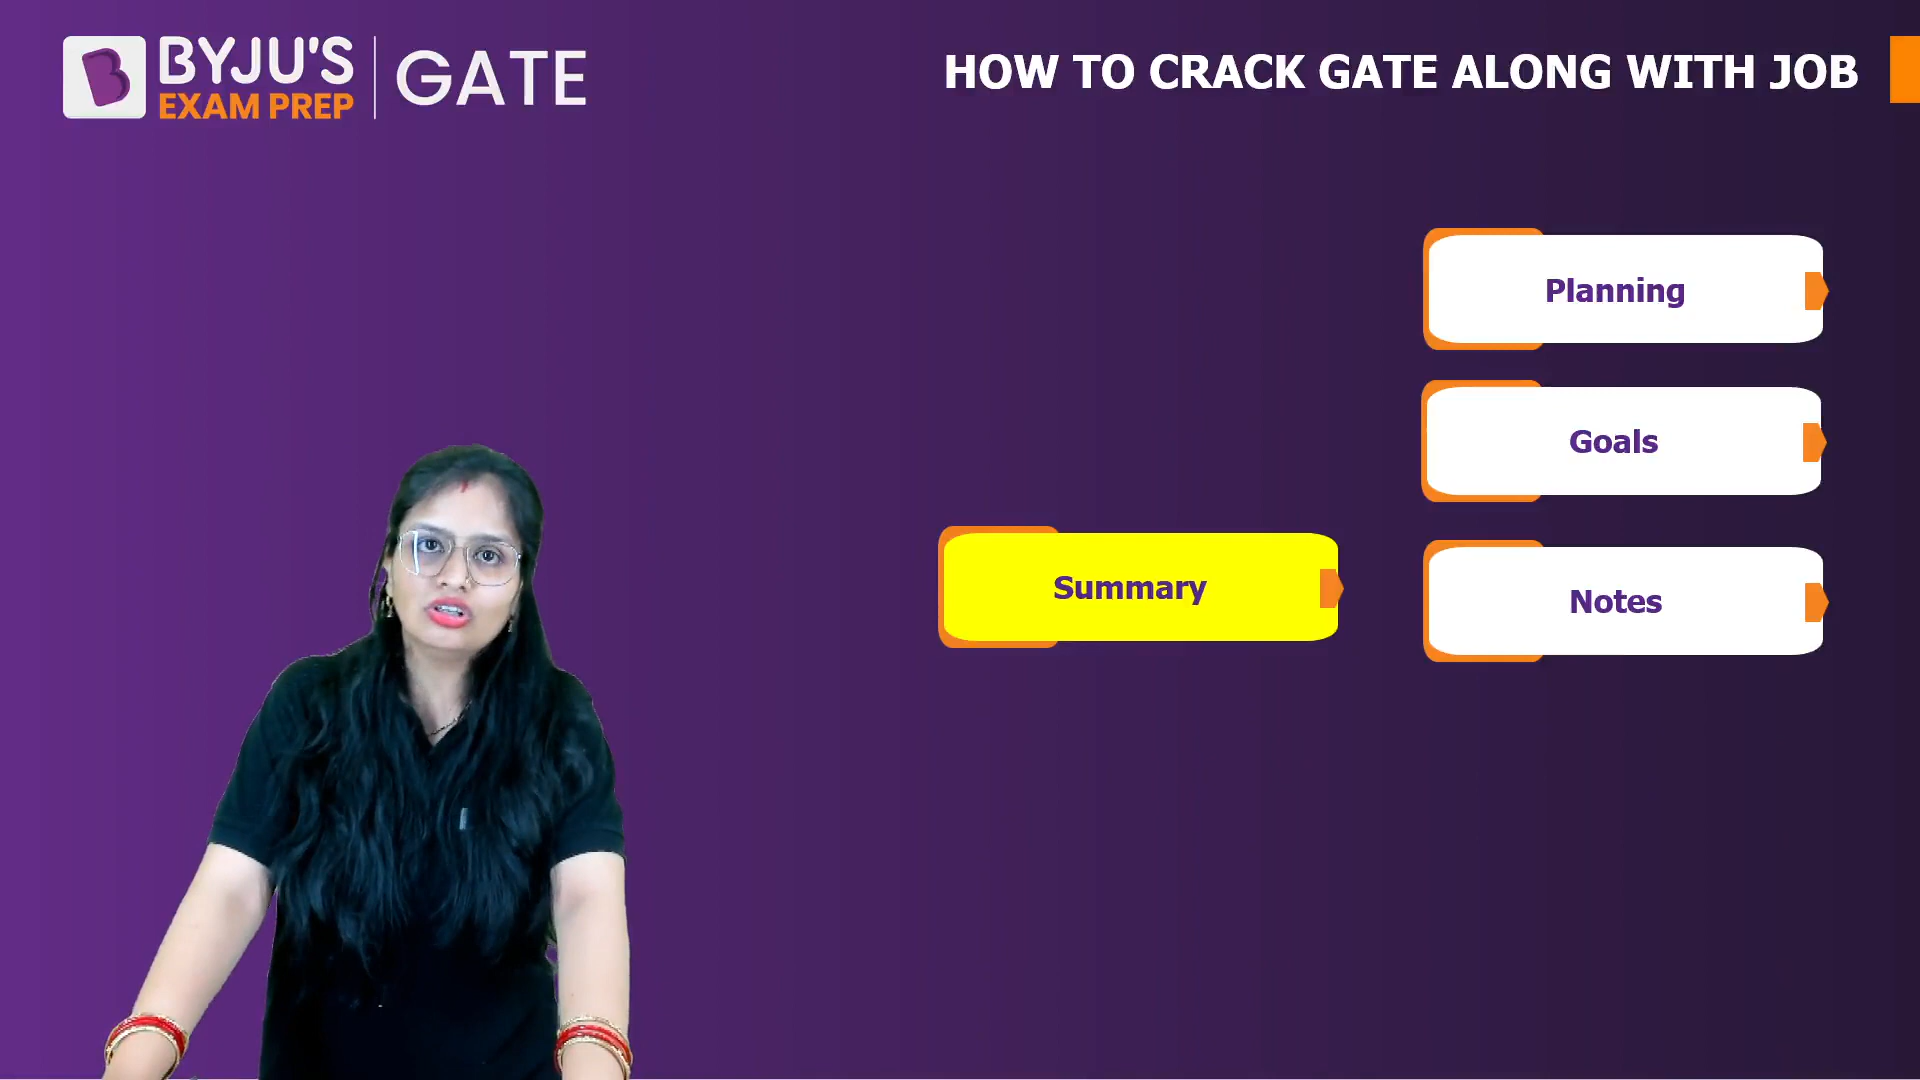 BYJU'S
EXAM PREP
GATE
HOW TO CRACK GATE ALONG WITH JOB
Planning
Goals
Summary
Notes